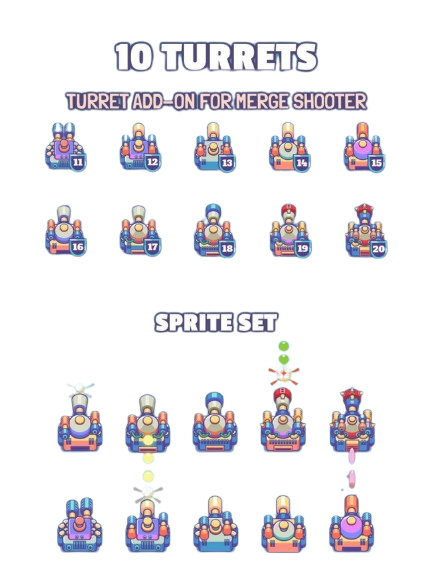 10 TURRETS
TURRET ADD-ON FOR MERGE SHOOTER
11 12 13 14 15
16 17 18 19 20
SPRITE SET